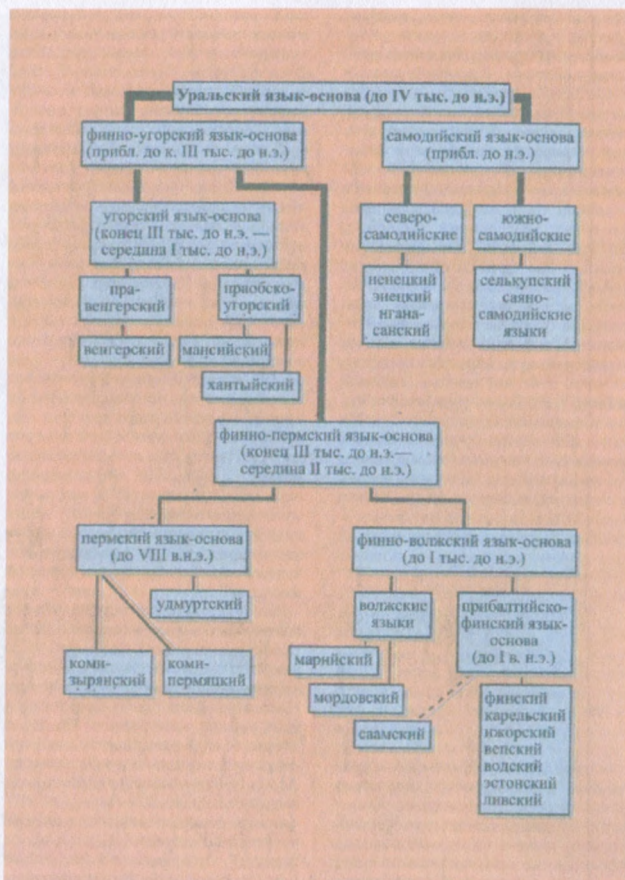 Уральский язык-основа (до IV тыс. до н.э.)
финно-угорский язык-основа
(прибл. до к. III тыс. до н.э.)
самодийский язык-основа
(прибл. до н.э.)
угорский язык-основа
(конец III тыс. до н.э. —
середина I тыс. до н.э.)
северо-
самодийские
южно-
самодийские
пра-
венгерский
праобско-
угорский
ненецкий
энецкий
нгана-
санский
селькупский
саяно-
самодийские
языки
венгерский
мансийский
хантыйский
финно-пермский язык-основа
(конец III тыс. до н.э.—
середина II тыс. до н.э.)
пермский язык-основа
(до VIII в.н.э.)
финно-волжский язык-основа
(до I тыс. до н.э.)
удмуртский
волжские
языки
прибалтийско-
финский язык-
основа
(до I в. н.э.)
коми-
зырянский
коми-
пермяцкий
марийский
мордовский
саамский
финский
карельский
ижорский
вепский
водский
эстонский
ливский